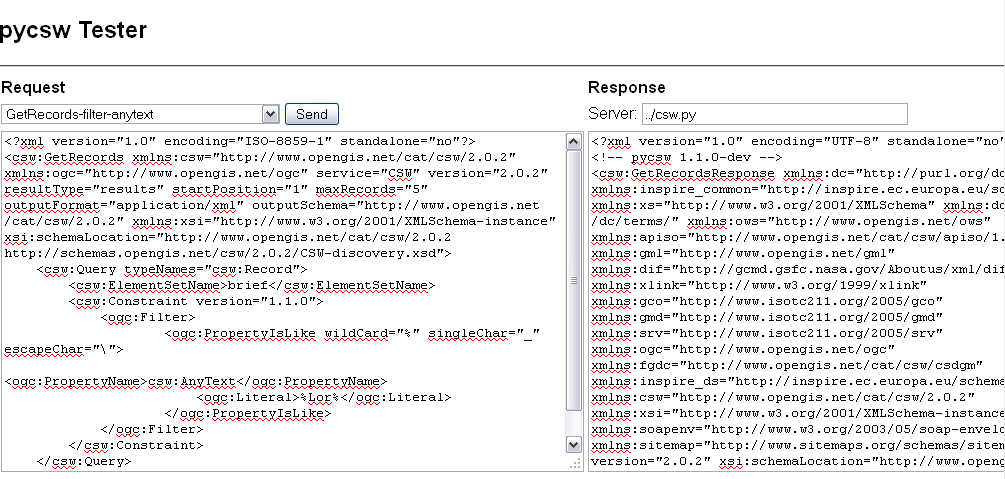 pycsw Tester
Request
GetRecords-filter-anytext
Send
<?xml version="1.0" encoding="ISO-8859-1" standalone="no"?>
<csw:GetRecords xmlns:csw="http://www.opengis.net/cat/csw/2.0.2"
xmlns:ogc="http://www.opengis.net/ogc" service="CSW" version="2.0.2"
resultType="results" startPosition="1" maxRecords="5"
outputFormat="application/xml" outputSchema="http://www.opengis.net
/cat/csw/2.0.2" xmlns:xsi="http://www.w3.org/2001/XMLSchema-instance"
xsi:schemaLocation="http://www.opengis.net/cat/csw/2.0.2
http://schemas.opengis.net/csw/2.0.2/CSW-discovery.xsd">
<csw:Query typeNames="csw:Record">
<csw:ElementSetName>brief</csw:ElementSetName>
<csw:Constraint version="1.1.0">
<ogc:Filter>
<ogc:PropertyIsLike wildCard="%" singleChar="_"
escapeChar="\">
<ogc:PropertyName>csw:AnyText</ogc:PropertyName>
<ogc:Literal>%Lor%</ogc:Literal>
</ogc:PropertyIsLike>
</ogc:Filter>
</csw:Constraint>
</csw:Query>
Response
Server: ../csw.py
<?xml version="1.0" encoding="UTF-8" standalone="no
<!-- pycsw 1.1.0-dev -->
<csw:GetRecordsResponse xmlns:dc="http://purl.org/dc
xmlns:inspire_common="http://inspire.ec.europa.eu/sc
xmlns:xs="http://www.w3.org/2001/XMLSchema" xmlns:dc
/dc/terms/" xmlns:ows="http://www.opengis.net/ows"
xmlns:apiso="http://www.opengis.net/cat/csw/apiso/1.
xmlns:gml="http://www.opengis.net/gml"
xmlns:dif="http://gcmd.gsfc.nasa.gov/Aboutus/xml/dif
xmlns:xlink="http://www.w3.org/1999/xlink"
xmlns:gco="http://www.isotc211.org/2005/gco"
xmlns:gmd="http://www.isotc211.org/2005/gmd"
xmlns:srv="http://www.isotc211.org/2005/srv"
xmlns:ogc="http://www.opengis.net/ogc"
xmlns:fgdc="http://www.opengis.net/cat/csw/csdgm"
xmlns:inspire_ds="http://inspire.ec.europa.eu/schema
xmlns:csw="http://www.opengis.net/cat/csw/2.0.2"
xmlns:xsi="http://www.w3.org/2001/XMLSchema-instance
xmlns:soapenv="http://www.w3.org/2003/05/soap-envelo
xmlns:sitemap="http://www.sitemaps.org/schemas/sitem
version="2.0.2" xsi:schemaLocation="http://www.openg